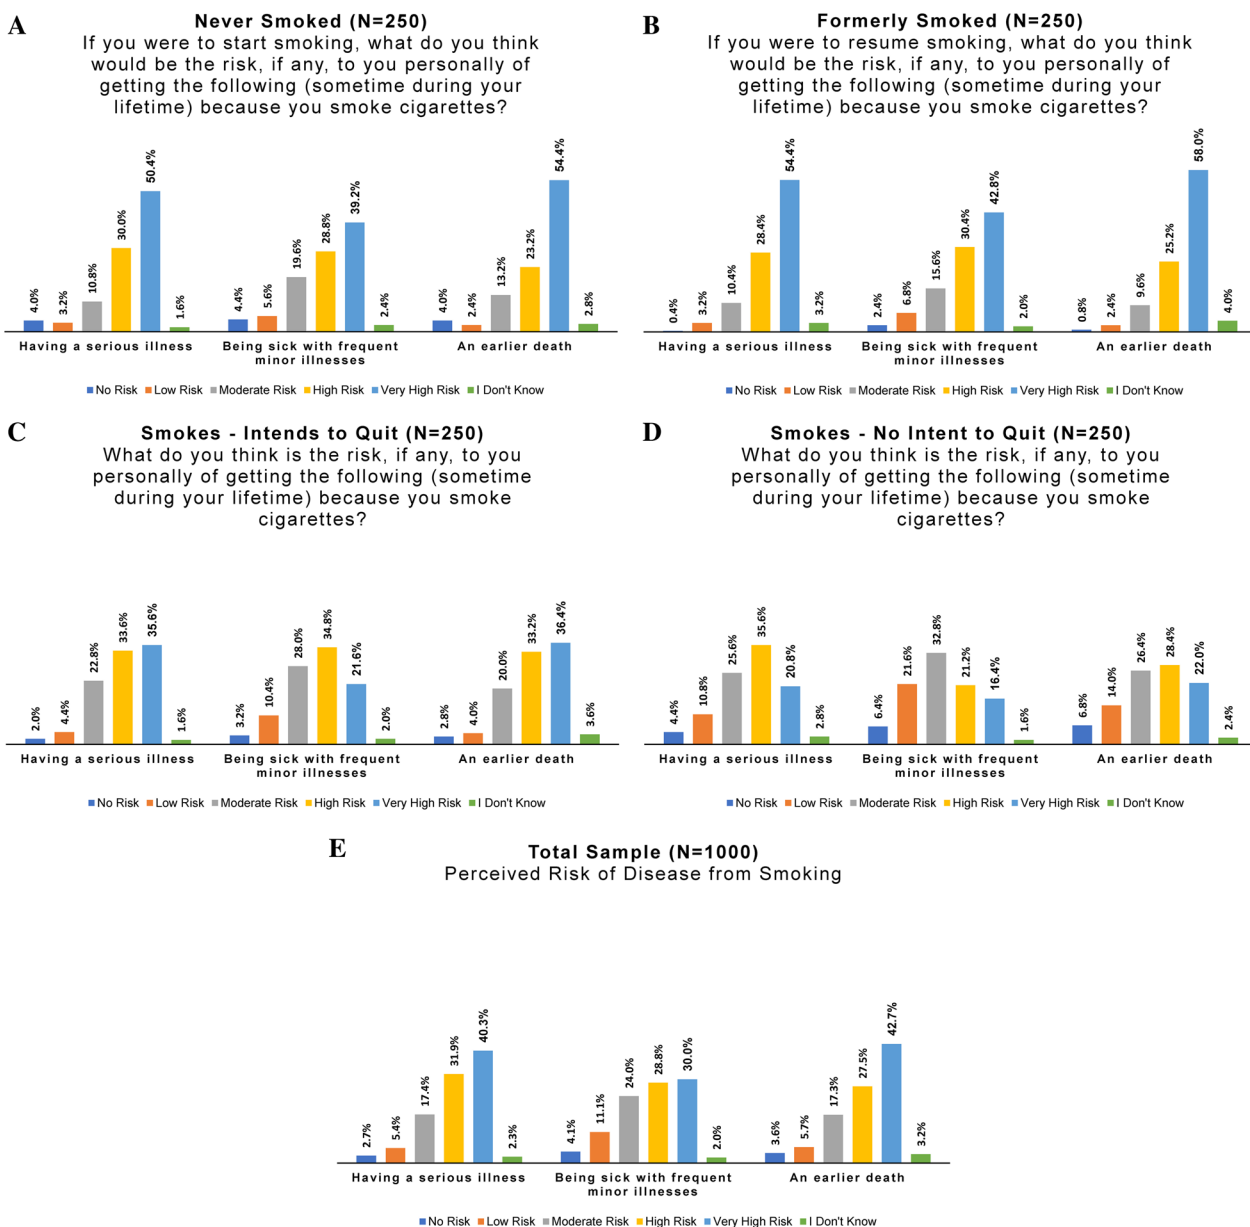 A
Never Smoked (N=250)
If you were to start smoking, what do you think
would be the risk, if any, to you personally of
getting the following (sometime during your
lifetime) because you smoke cigarettes?
4.0%
3.2%
10.8%
30.0%
50.4%
1.6%
4.4%
5.6%
19.6%
28.8%
39.2%
2.4%
4.0%
2.4%
13.2%
23.2%
54.4%
2.8%
Having a serious illness
Being sick with frequent
minor illnesses
An earlier death
No Risk Low Risk Moderate Risk High Risk Very High Risk I Don't Know
B
Formerly Smoked (N=250)
If you were to resume smoking, what do you think
would be the risk, if any, to you personally of
getting the following (sometime during your
lifetime) because you smoke cigarettes?
0.4%
3.2%
10.4%
28.4%
54.4%
3.2%
2.4%
6.8%
15.6%
30.4%
42.8%
2.0%
0.8%
2.4%
9.6%
25.2%
58.0%
4.0%
Having a serious illness
Being sick with frequent
minor illnesses
An earlier death
No Risk Low Risk Moderate Risk High Risk Very High Risk I Don't Know
C
Smokes - Intends to Quit (N=250)
What do you think is the risk, if any, to you
personally of getting the following (sometime
during your lifetime) because you smoke
cigarettes?
2.0%
4.4%
22.8%
33.6%
35.6%
1.6%
3.2%
10.4%
28.0%
34.8%
21.6%
2.0%
2.8%
4.0%
20.0%
33.2%
36.4%
3.6%
Having a serious illness
Being sick with frequent
minor illnesses
An earlier death
No Risk Low Risk Moderate Risk High Risk Very High Risk I Don't Know
D
Smokes - No Intent to Quit (N=250)
What do you think is the risk, if any, to you
personally of getting the following (sometime
during your lifetime) because you smoke
cigarettes?
4.4%
10.8%
25.6%
35.6%
20.8%
2.8%
6.4%
21.6%
32.8%
21.2%
16.4%
1.6%
6.8%
14.0%
26.4%
28.4%
22.0%
2.4%
Having a serious illness
Being sick with frequent
minor illnesses
An earlier death
No Risk Low Risk Moderate Risk High Risk Very High Risk I Don't Know
E
Total Sample (N=1000)
Perceived Risk of Disease from Smoking
2.7%
5.4%
17.4%
31.9%
40.3%
2.3%
4.1%
11.1%
24.0%
28.8%
30.0%
2.0%
3.6%
5.7%
17.3%
27.5%
42.7%
3.2%
Having a serious illness
Being sick with frequent
minor illnesses
An earlier death
No Risk Low Risk Moderate Risk High Risk Very High Risk I Don't Know